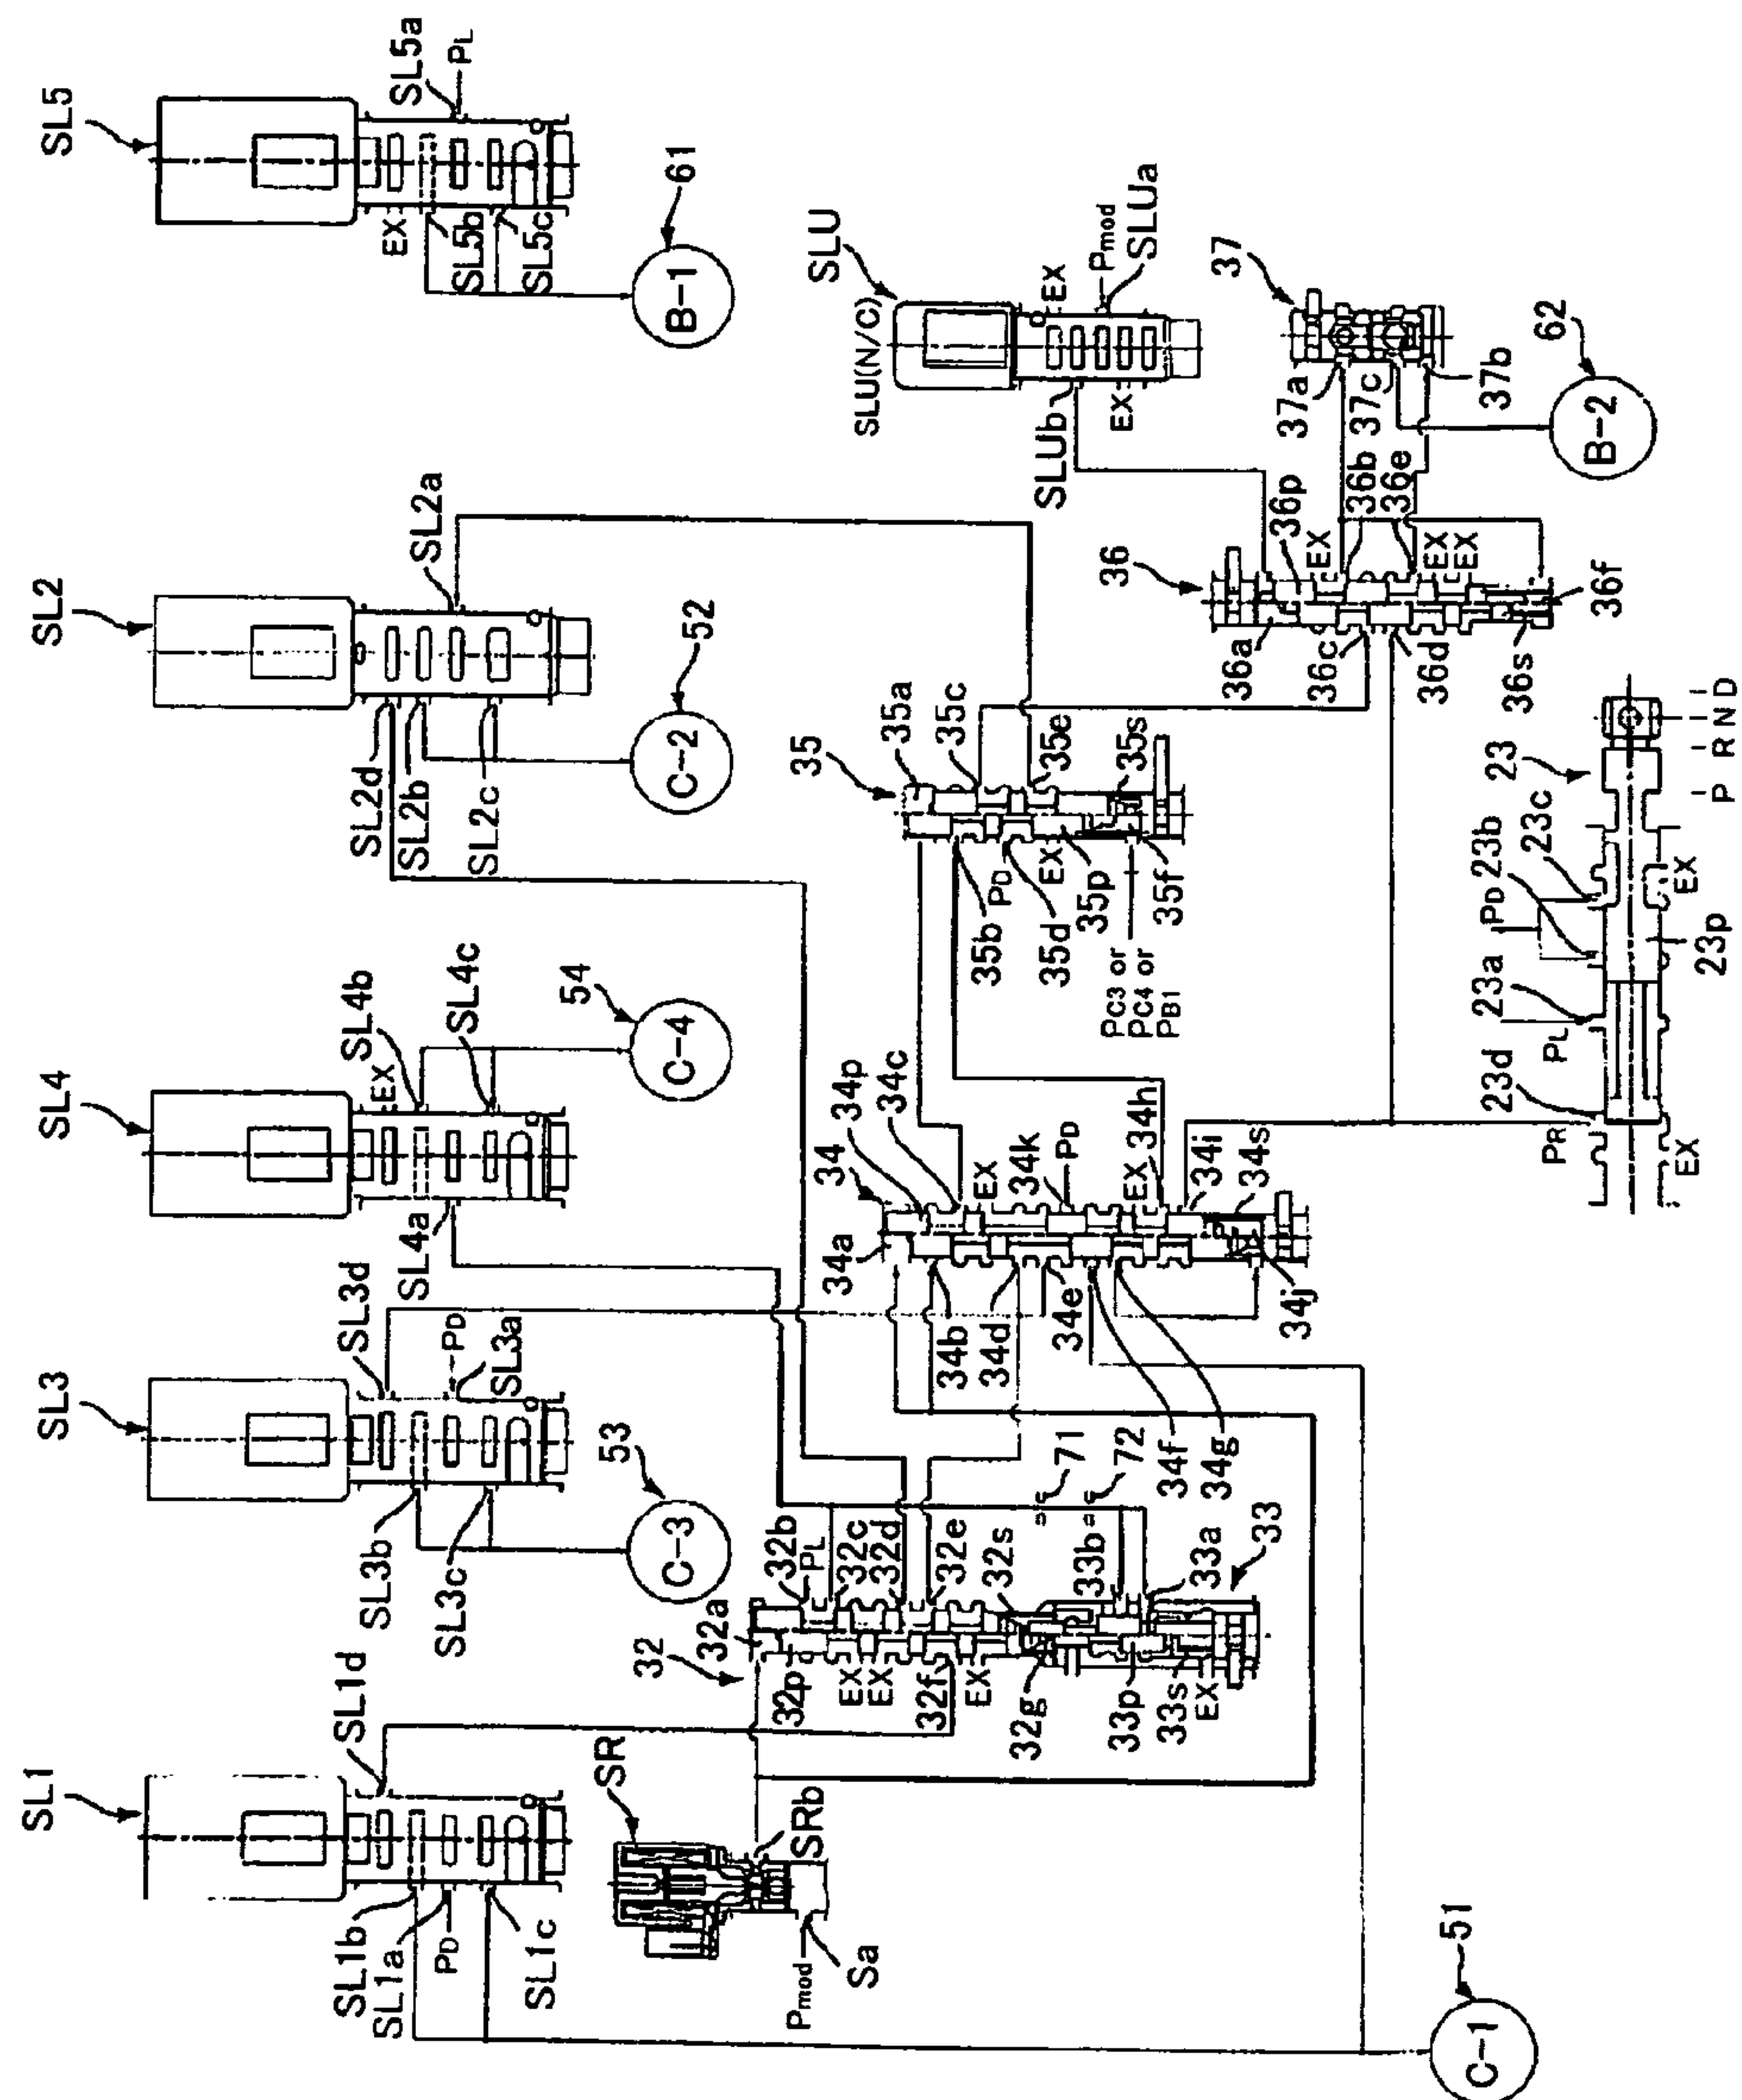 SL1
SL1d
SL1b
SL1a
PD
SL1c
SR
SRb
Pmod
Sa
C-1
51
SL3
SL3d
PD
SL3a
SL3b
SL3c
C-3
53
32
32a
32p
32b
PL
32c
32d
32e
EX
EX
32f
EX
32s
32g
33b
33p
33s
EX
33a
33
71
72
SL4
EX
SL4b
SL4c
SL4a
C-4
54
34
34a
34p
34c
EX
34k
PD
EX
34h
34i
34s
34b
34d
34e
34j
34f
34g
SL2
SL2a
SL2d
SL2b
SL2c
C-2
52
35
35a
35c
35e
35s
35b
PD
35d
EX
35p
35f
PC3 or
PC4 or
PB1
SL5
SL5a
PL
EX
SL5b
SL5c
B-1
61
SLU
SLU(N/C)
EX
Pmod
SLUa
SLUb
EX
36
36p
EX
36b
36e
EX
EX
36f
36a
36c
36d
36s
37
37a
37c
37b
B-2
62
23
P R N D
PD
23b
23c
EX
23p
23a
PL
23d
PR
EX